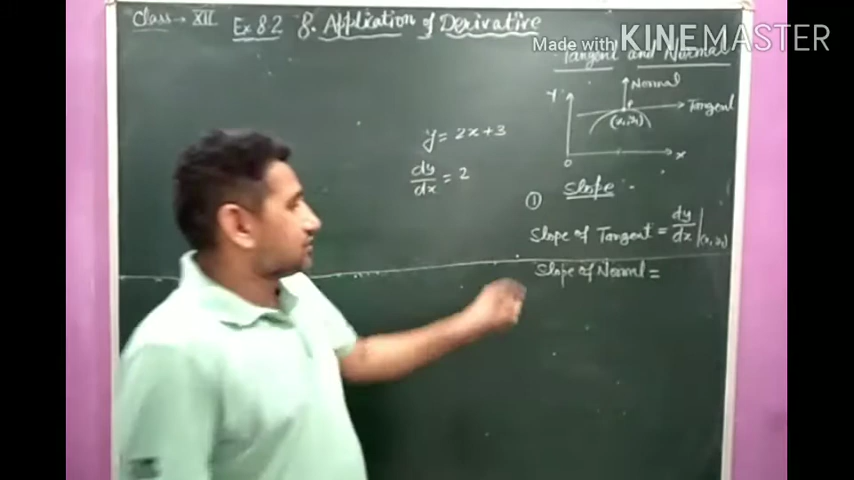 Class → XII Ex 8.2 8. Application of Derivative
Made with KINEMASTER
Tangent and Normal
Normal
Y
P
Tangent
(x₁, y₁)
O
X
y = 2x + 3
dy/dx = 2
① Slope -
Slope of Tangent = dy/dx|(x₁, y₁)
Slope of Normal =